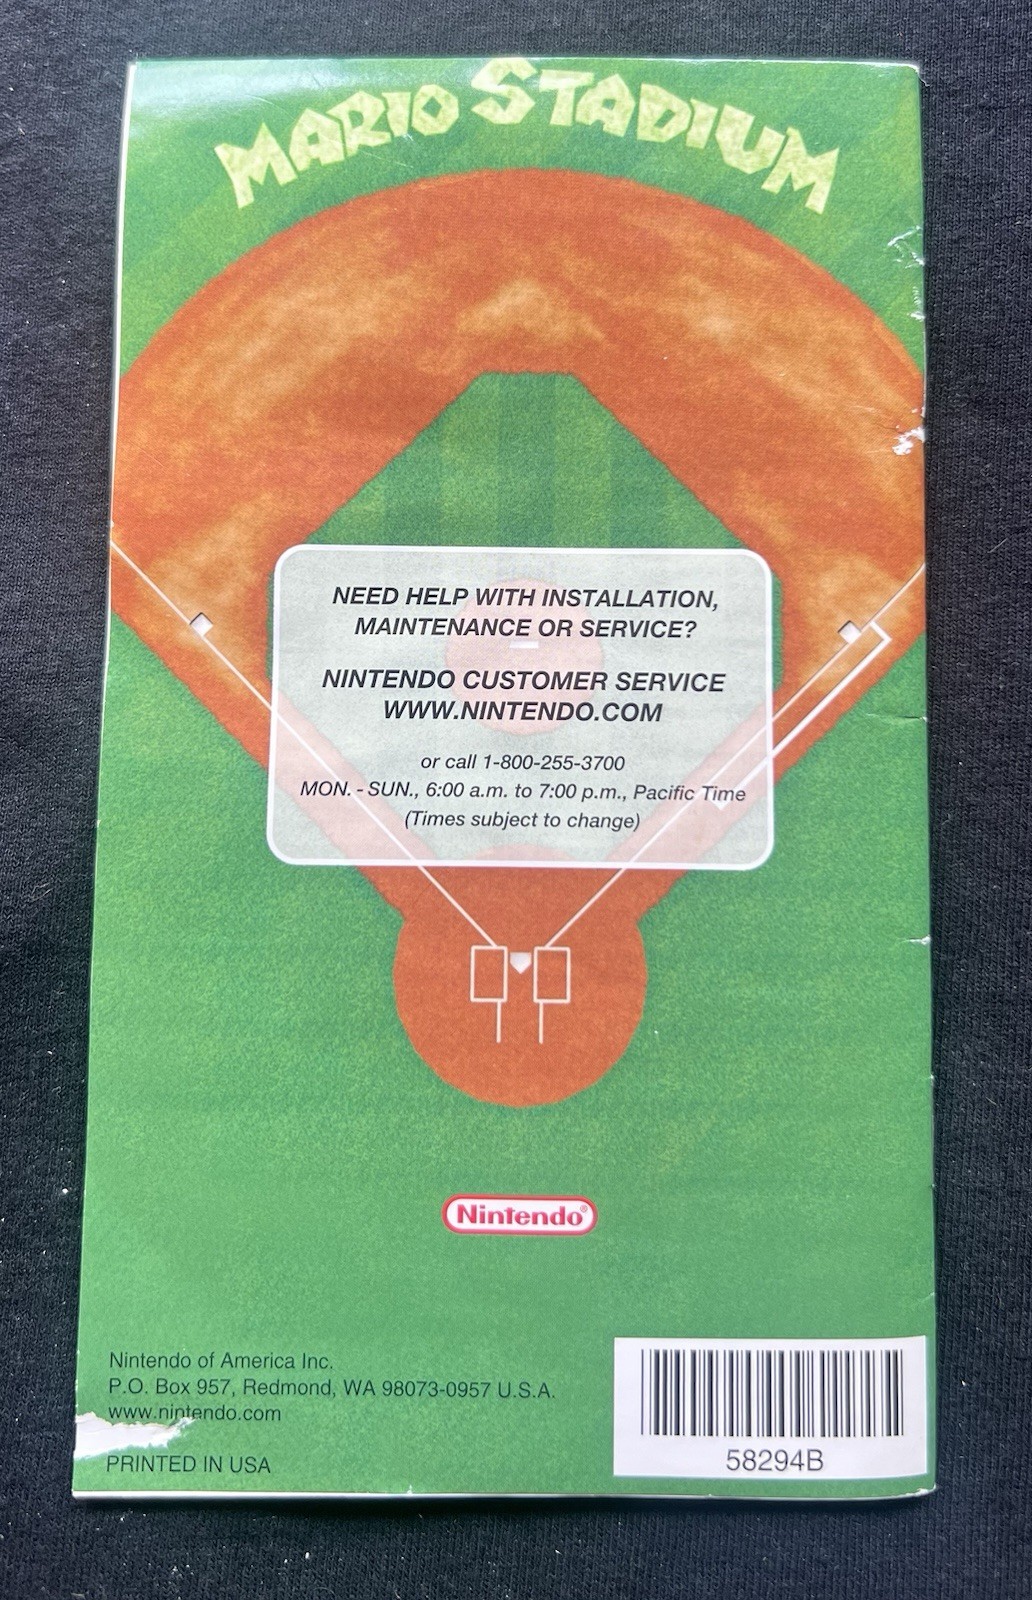 MARIO STADIUM
NEED HELP WITH INSTALLATION,
MAINTENANCE OR SERVICE?
NINTENDO CUSTOMER SERVICE
WWW.NINTENDO.COM
or call 1-800-255-3700
MON. - SUN., 6:00 a.m. to 7:00 p.m., Pacific Time
(Times subject to change)
Nintendo®
Nintendo of America Inc.
P.O. Box 957, Redmond, WA 98073-0957 U.S.A.
www.nintendo.com
PRINTED IN USA
58294B